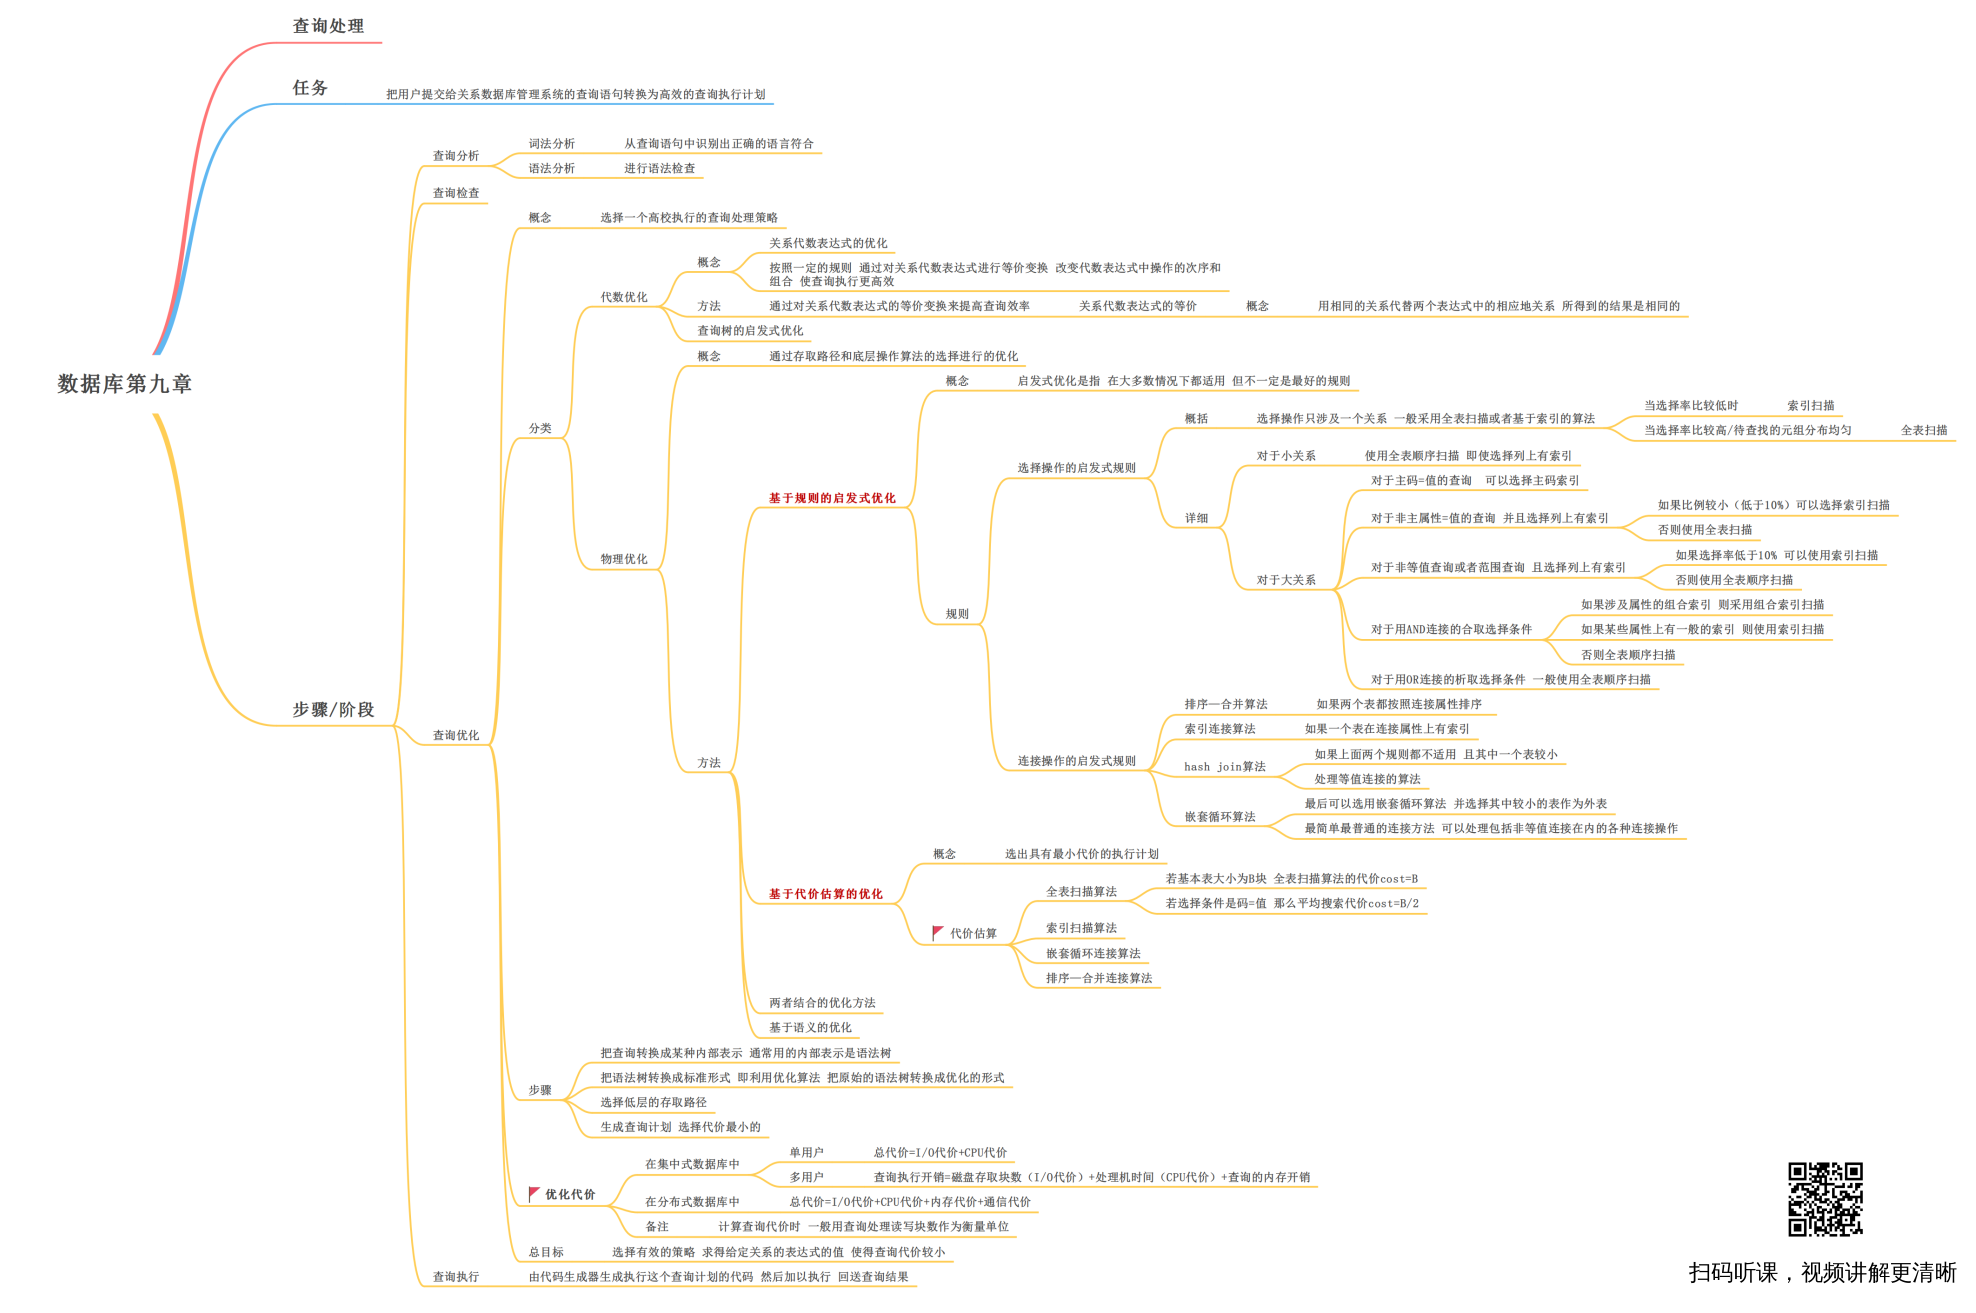 查询处理
任务
把用户提交给关系数据库管理系统的查询语句转换为高效的查询执行计划
数据库第九章
步骤/阶段
查询分析
词法分析
从查询语句中识别出正确的语言符合
语法分析
进行语法检查
查询检查
查询优化
概念
选择一个高校执行的查询处理策略
分类
代数优化
概念
关系代数表达式的优化
按照一定的规则 通过对关系代数表达式进行等价变换 改变代数表达式中操作的次序和
组合 使查询执行更高效
方法
通过对关系代数表达式的等价变换来提高查询效率
关系代数表达式的等价
概念
用相同的关系代替两个表达式中的相应地关系 所得到的结果是相同的
查询树的启发式优化
物理优化
概念
通过存取路径和底层操作算法的选择进行的优化
方法
基于规则的启发式优化
概念
启发式优化是指 在大多数情况下都适用 但不一定是最好的规则
规则
选择操作的启发式规则
概括
选择操作只涉及一个关系 一般采用全表扫描或者基于索引的算法
当选择率比较低时
索引扫描
当选择率比较高/待查找的元组分布均匀
全表扫描
详细
对于小关系
使用全表顺序扫描 即使选择列上有索引
对于大关系
对于主码=值的查询 可以选择主码索引
对于非主属性=值的查询 并且选择列上有索引
如果比例较小（低于10%）可以选择索引扫描
否则使用全表扫描
对于非等值查询或者范围查询 且选择列上有索引
如果选择率低于10% 可以使用索引扫描
否则使用全表顺序扫描
对于用AND连接的合取选择条件
如果涉及属性的组合索引 则采用组合索引扫描
如果某些属性上有一般的索引 则使用索引扫描
否则全表顺序扫描
对于用OR连接的析取选择条件 一般使用全表顺序扫描
连接操作的启发式规则
排序—合并算法
如果两个表都按照连接属性排序
索引连接算法
如果一个表在连接属性上有索引
hash join算法
如果上面两个规则都不适用 且其中一个表较小
处理等值连接的算法
嵌套循环算法
最后可以选用嵌套循环算法 并选择其中较小的表作为外表
最简单最普通的连接方法 可以处理包括非等值连接在内的各种连接操作
基于代价估算的优化
概念
选出具有最小代价的执行计划
代价估算
全表扫描算法
若基本表大小为B块 全表扫描算法的代价cost=B
若选择条件是码=值 那么平均搜索代价cost=B/2
索引扫描算法
嵌套循环连接算法
排序—合并连接算法
两者结合的优化方法
基于语义的优化
步骤
把查询转换成某种内部表示 通常用的内部表示是语法树
把语法树转换成标准形式 即利用优化算法 把原始的语法树转换成优化的形式
选择低层的存取路径
生成查询计划 选择代价最小的
优化代价
在集中式数据库中
单用户
总代价=I/O代价+CPU代价
多用户
查询执行开销=磁盘存取块数（I/O代价）+处理机时间（CPU代价）+查询的内存开销
在分布式数据库中
总代价=I/O代价+CPU代价+内存代价+通信代价
备注
计算查询代价时 一般用查询处理读写块数作为衡量单位
总目标
选择有效的策略 求得给定关系的表达式的值 使得查询代价较小
查询执行
由代码生成器生成执行这个查询计划的代码 然后加以执行 回送查询结果
扫码听课，视频讲解更清晰